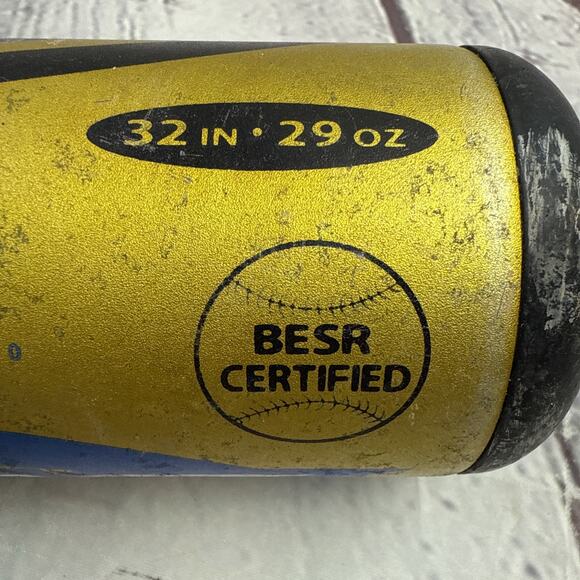 32 IN • 29 OZ
BESR
CERTIFIED